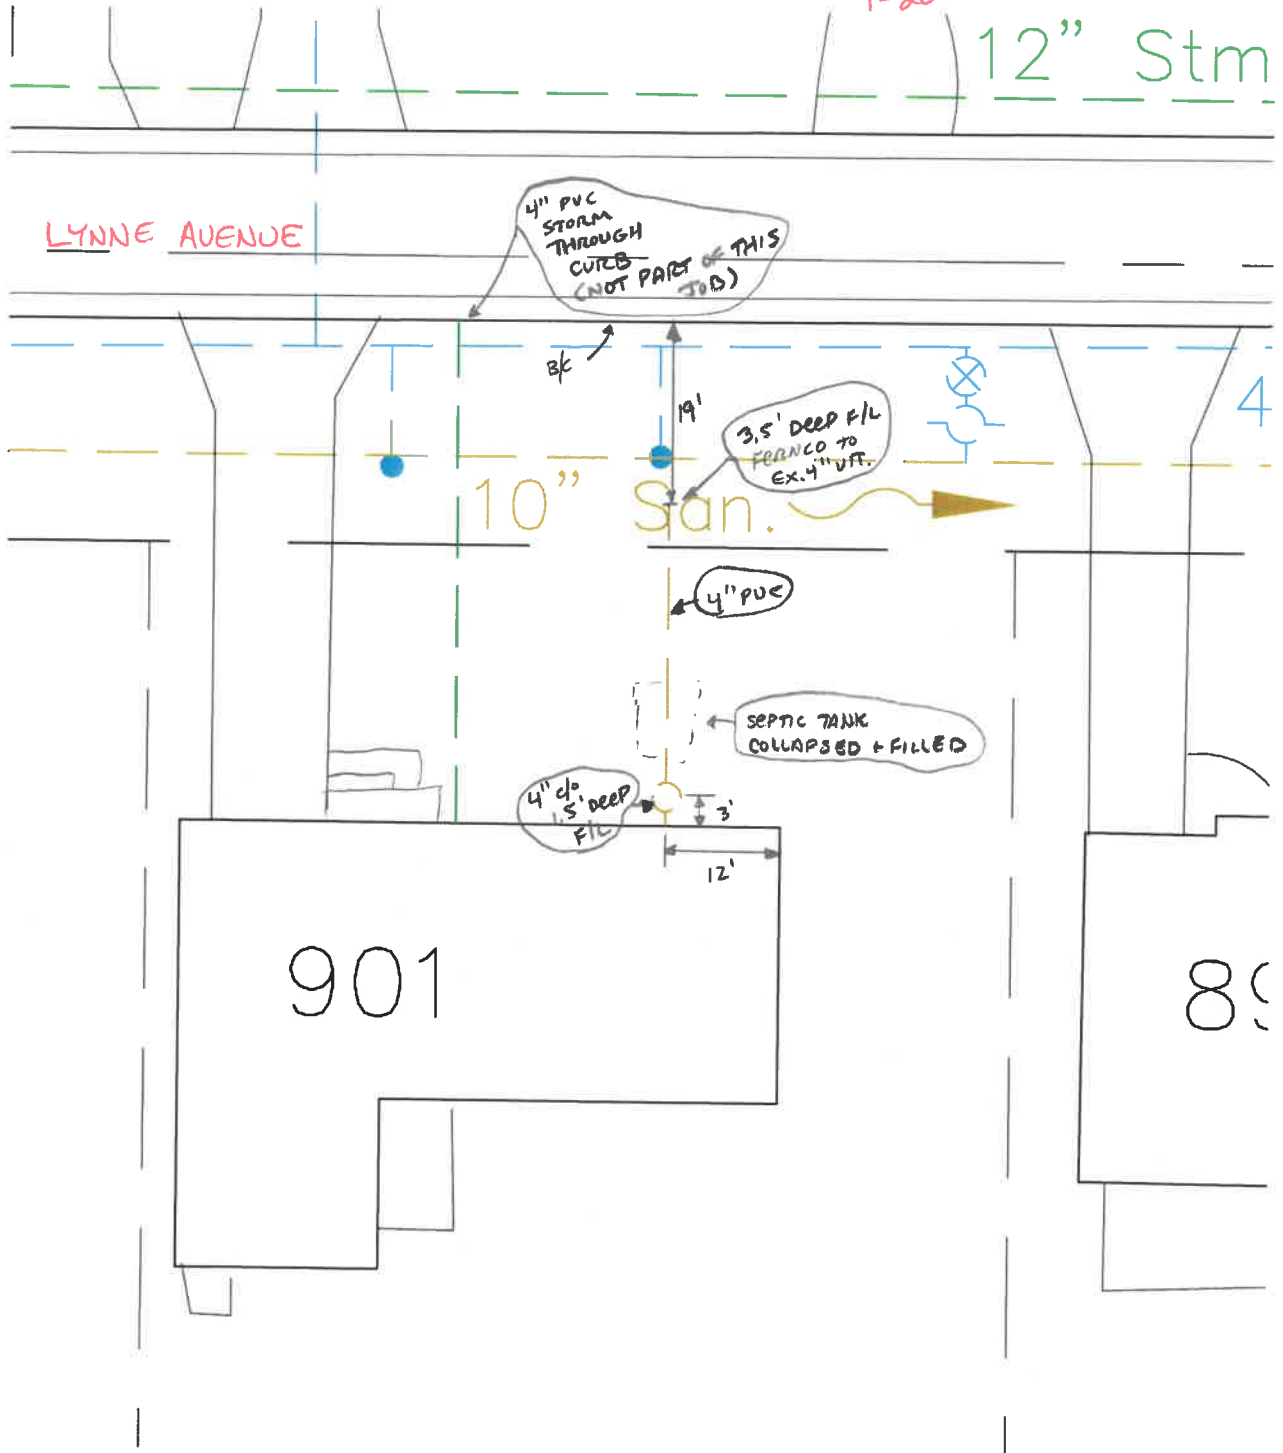 12” Stm
4" PVC
STORM
THROUGH
CURB
(NOT PART OF THIS
JOB)
LYNNE AVENUE
B/C
19'
4
3.5' DEEP F/L
FERNCO TO
EX. 4" VIT.
10” San.
4" PVC
SEPTIC TANK
COLLAPSED + FILLED
4" c/o
1.5' DEEP
F/L
3'
12'
901
89